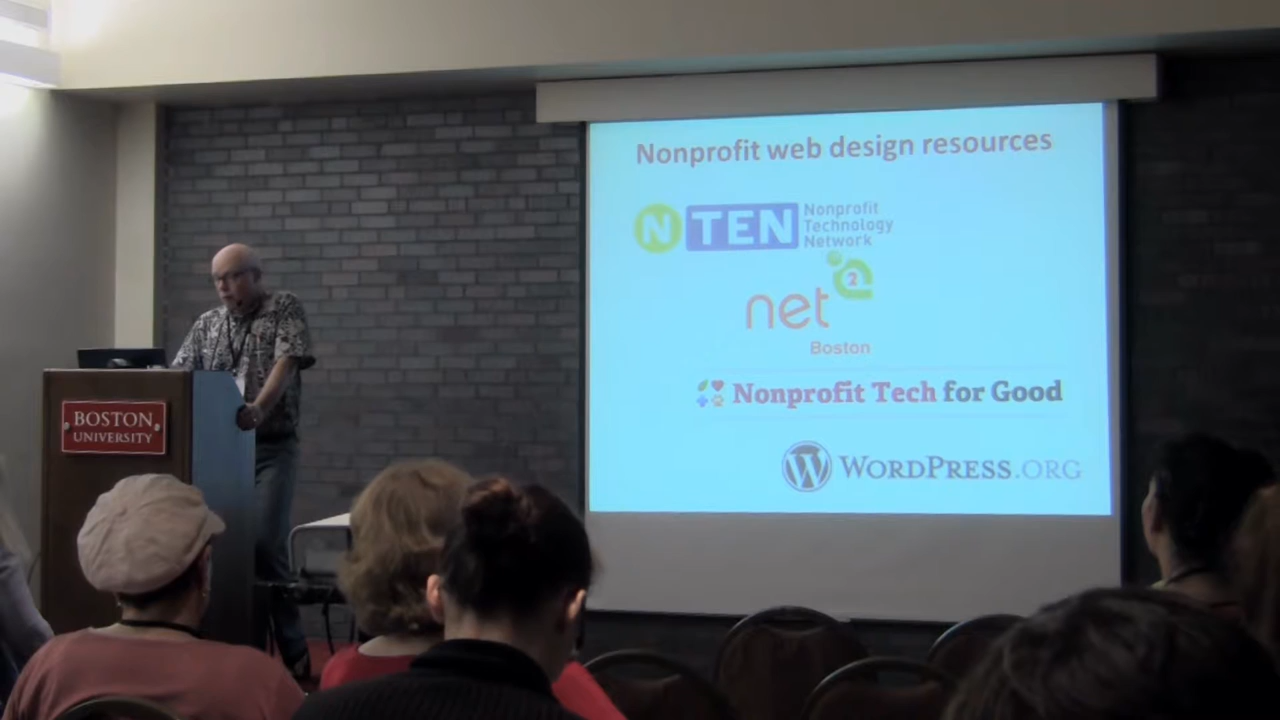 Nonprofit web design resources
N TEN
Nonprofit
Technology
Network
net 2
Boston
Nonprofit Tech for Good
WORDPRESS.ORG
BOSTON
UNIVERSITY